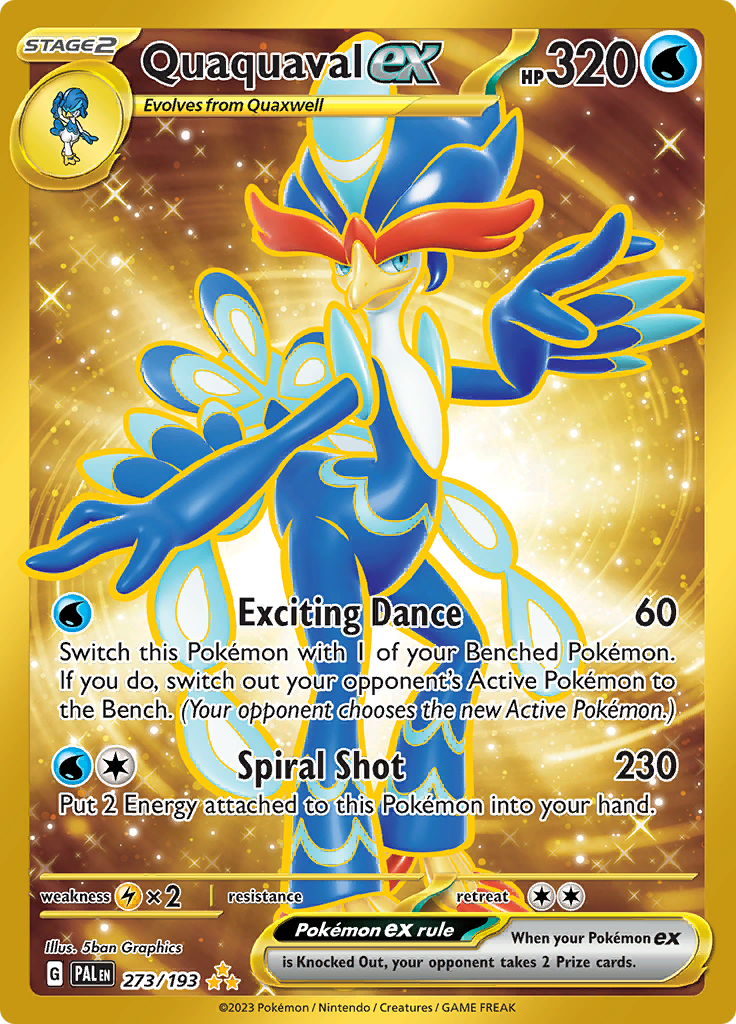 STAGE2
Quaquaval ex
HP 320
Evolves from Quaxwell
Exciting Dance 60
Switch this Pokémon with 1 of your Benched Pokémon.
If you do, switch out your opponent's Active Pokémon to
the Bench. (Your opponent chooses the new Active Pokémon.)
Spiral Shot 230
Put 2 Energy attached to this Pokémon into your hand.
weakness ×2 resistance retreat
Illus. 5ban Graphics
Pokémon ex rule
When your Pokémon ex
is Knocked Out, your opponent takes 2 Prize cards.
G PAL EN 273/193
©2023 Pokémon / Nintendo / Creatures / GAME FREAK